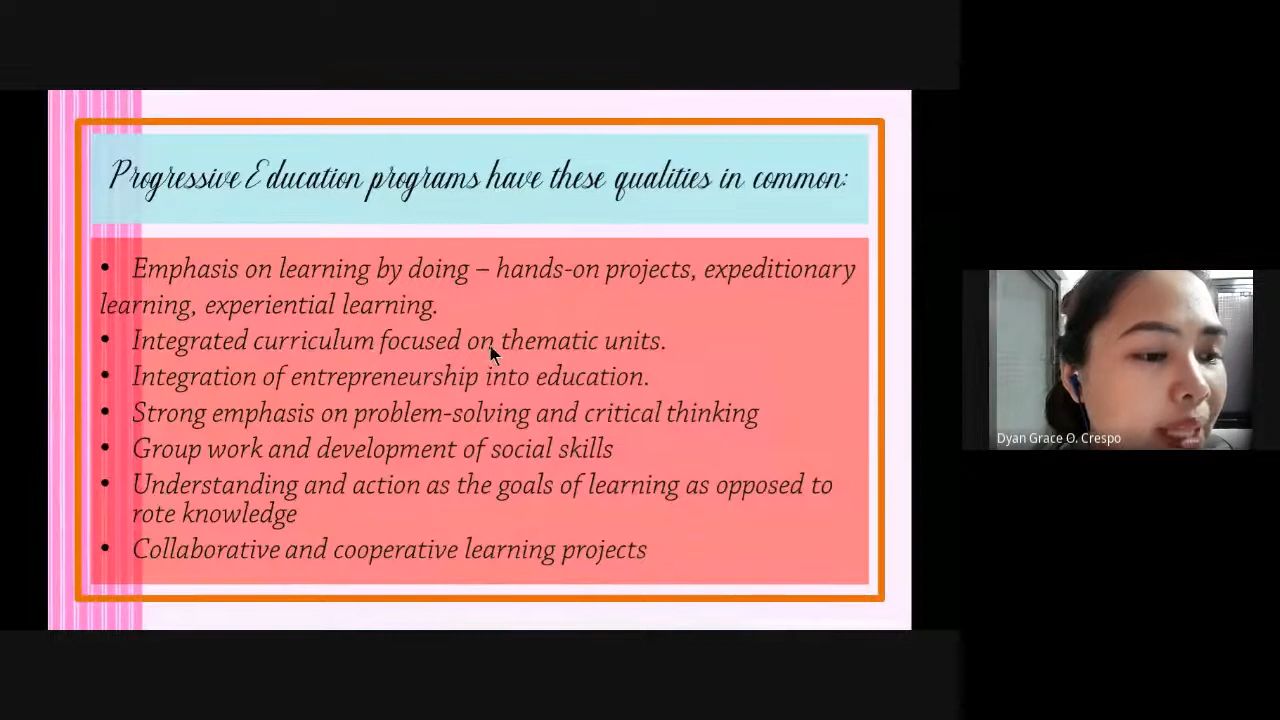 Progressive Education programs have these qualities in common:
• Emphasis on learning by doing – hands-on projects, expeditionary
learning, experiential learning.
• Integrated curriculum focused on thematic units.
• Integration of entrepreneurship into education.
• Strong emphasis on problem-solving and critical thinking
• Group work and development of social skills
• Understanding and action as the goals of learning as opposed to
rote knowledge
• Collaborative and cooperative learning projects
Dyan Grace O. Crespo